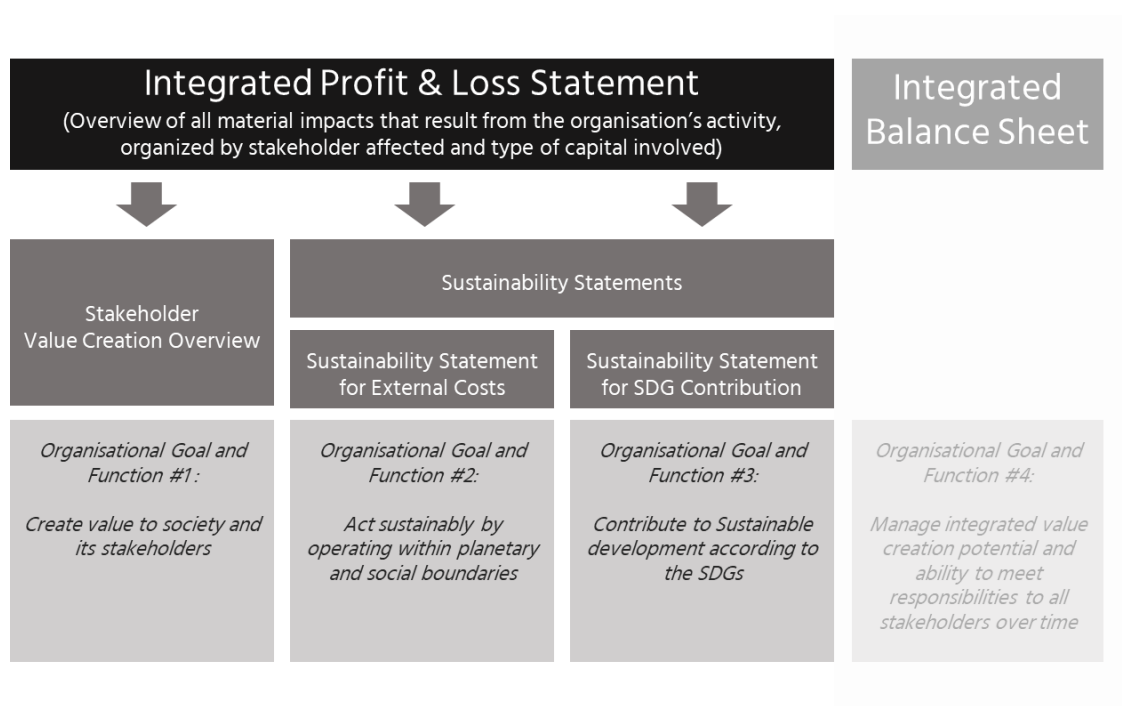 Integrated Profit & Loss Statement
(Overview of all material impacts that result from the organisation's activity,
organized by stakeholder affected and type of capital involved)
Integrated
Balance Sheet
Stakeholder
Value Creation Overview
Sustainability Statements
Sustainability Statement
for External Costs
Sustainability Statement
for SDG Contribution
Organisational Goal and
Function #1:
Create value to society and
its stakeholders
Organisational Goal and
Function #2:
Act sustainably by
operating within planetary
and social boundaries
Organisational Goal and
Function #3:
Contribute to Sustainable
development according to
the SDGs
Organisational Goal and
Function #4:
Manage integrated value
creation potential and
ability to meet
responsibilities to all
stakeholders over time